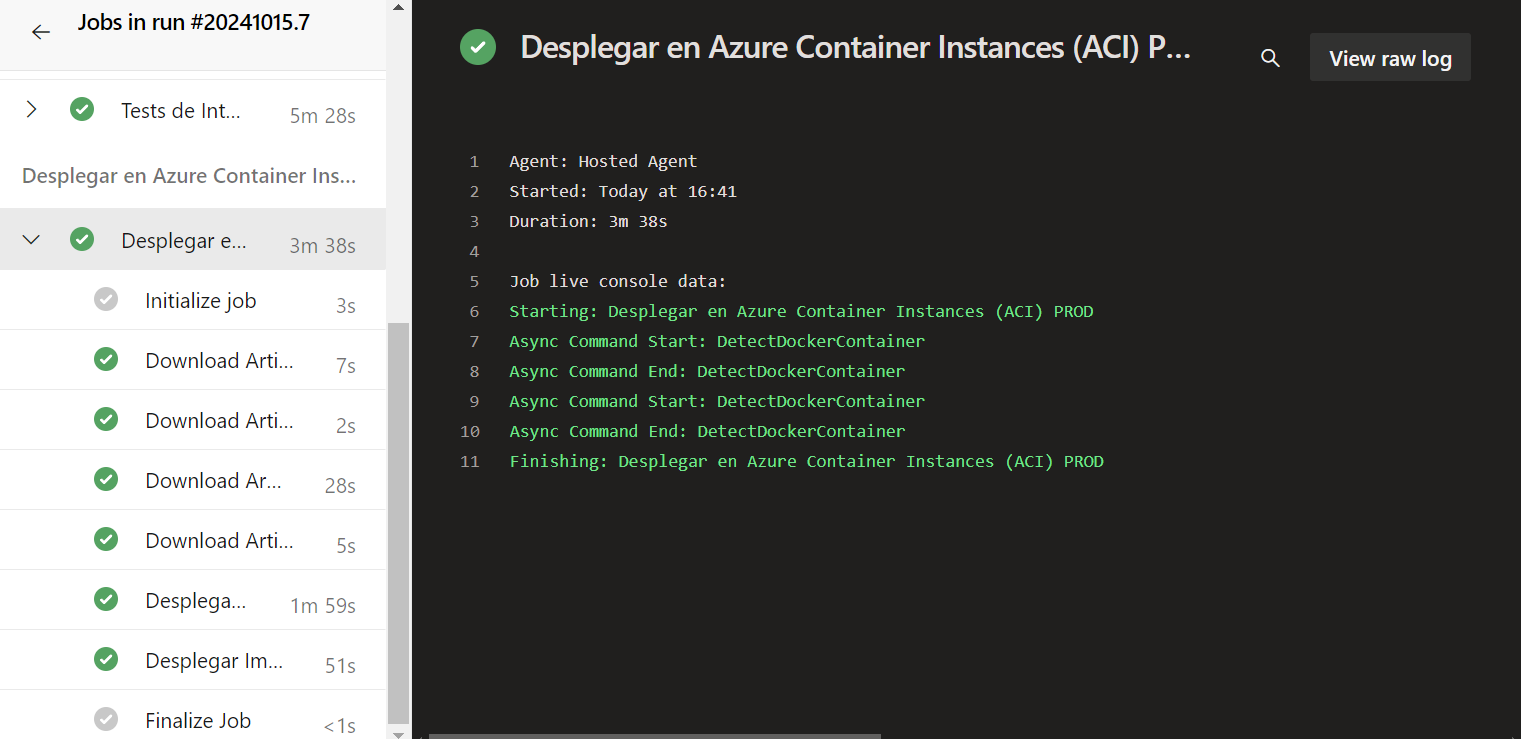 Jobs in run #20241015.7
Tests de Int... 5m 28s
Desplegar en Azure Container Ins...
Desplegar e... 3m 38s
Initialize job 3s
Download Arti... 7s
Download Arti... 2s
Download Ar... 28s
Download Arti... 5s
Desplega... 1m 59s
Desplegar Im... 51s
Finalize Job <1s
Desplegar en Azure Container Instances (ACI) P...
View raw log
1 Agent: Hosted Agent
2 Started: Today at 16:41
3 Duration: 3m 38s
4
5 Job live console data:
6 Starting: Desplegar en Azure Container Instances (ACI) PROD
7 Async Command Start: DetectDockerContainer
8 Async Command End: DetectDockerContainer
9 Async Command Start: DetectDockerContainer
10 Async Command End: DetectDockerContainer
11 Finishing: Desplegar en Azure Container Instances (ACI) PROD